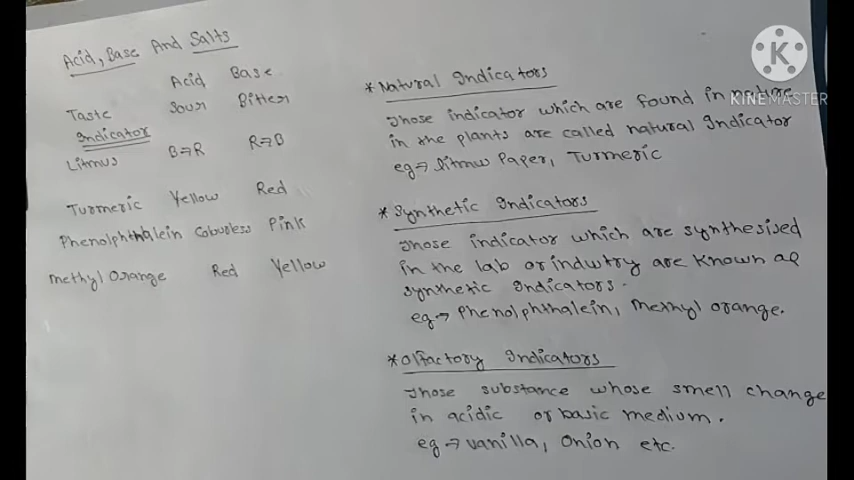 Acid, Base And Salts
Acid Base
Taste Sour Bitter
Indicator
Litmus B→R R→B
Turmeric Yellow Red
Phenolphthalein Colourless Pink
Methyl Orange Red Yellow
*Natural Indicators
Those indicator which are found in nature
in the plants are called natural Indicator
eg→ litmus Paper, Turmeric
*Synthetic Indicators
Those indicator which are synthesised
in the lab or industry are known as
synthetic Indicators.
eg→ Phenolphthalein, Methyl orange.
*Olfactory Indicators
Those substance whose smell change
in acidic or basic medium.
eg→ vanilla, Onion etc.
K
KINEMASTER